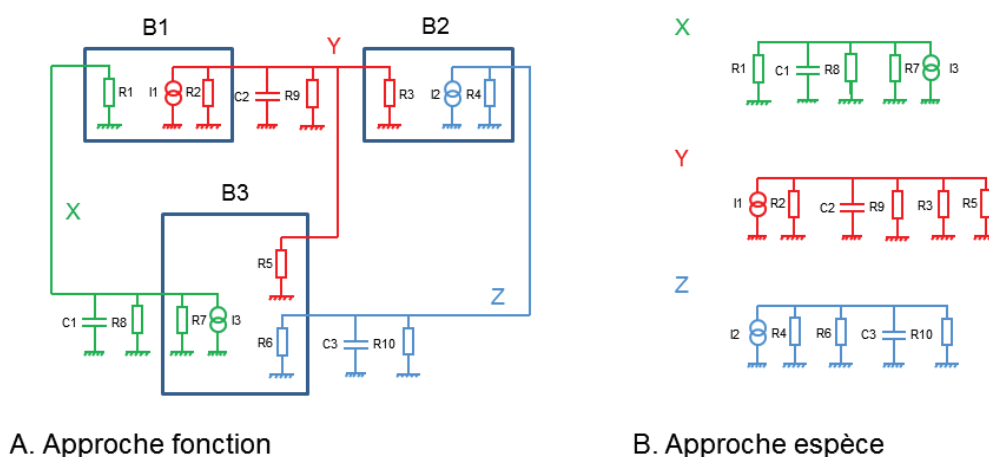 B1
Y
B2
X
R1
I1
R2
C2
R9
R3
I2
R4
R1
C1
R8
R7
I3
B3
Y
X
I1
R2
C2
R9
R3
R5
R5
Z
Z
C1
R8
R7
I3
R6
C3
R10
I2
R4
R6
C3
R10
A. Approche fonction
B. Approche espèce